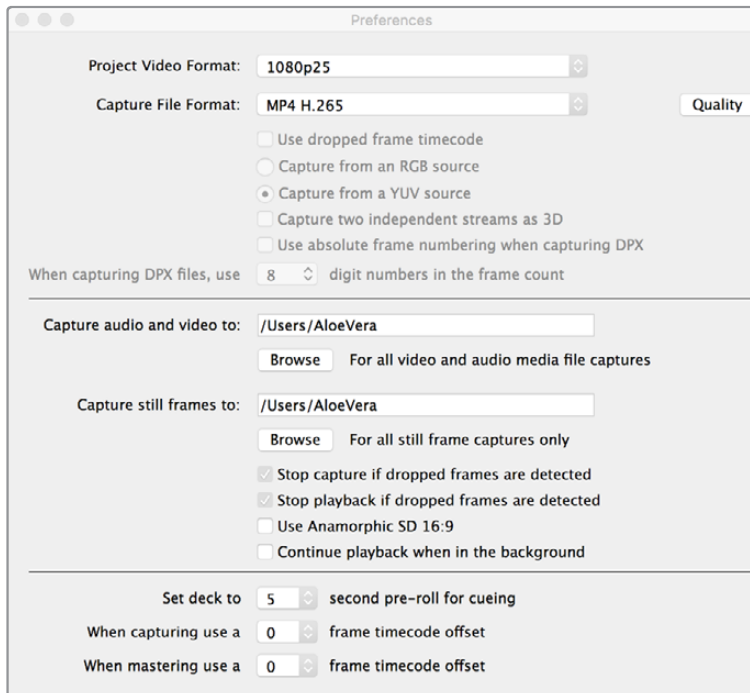 Preferences
Project Video Format: 1080p25
Capture File Format: MP4 H.265 Quality
Use dropped frame timecode
Capture from an RGB source
Capture from a YUV source
Capture two independent streams as 3D
Use absolute frame numbering when capturing DPX
When capturing DPX files, use 8 digit numbers in the frame count
Capture audio and video to: /Users/AloeVera
Browse For all video and audio media file captures
Capture still frames to: /Users/AloeVera
Browse For all still frame captures only
Stop capture if dropped frames are detected
Stop playback if dropped frames are detected
Use Anamorphic SD 16:9
Continue playback when in the background
Set deck to 5 second pre-roll for cueing
When capturing use a 0 frame timecode offset
When mastering use a 0 frame timecode offset